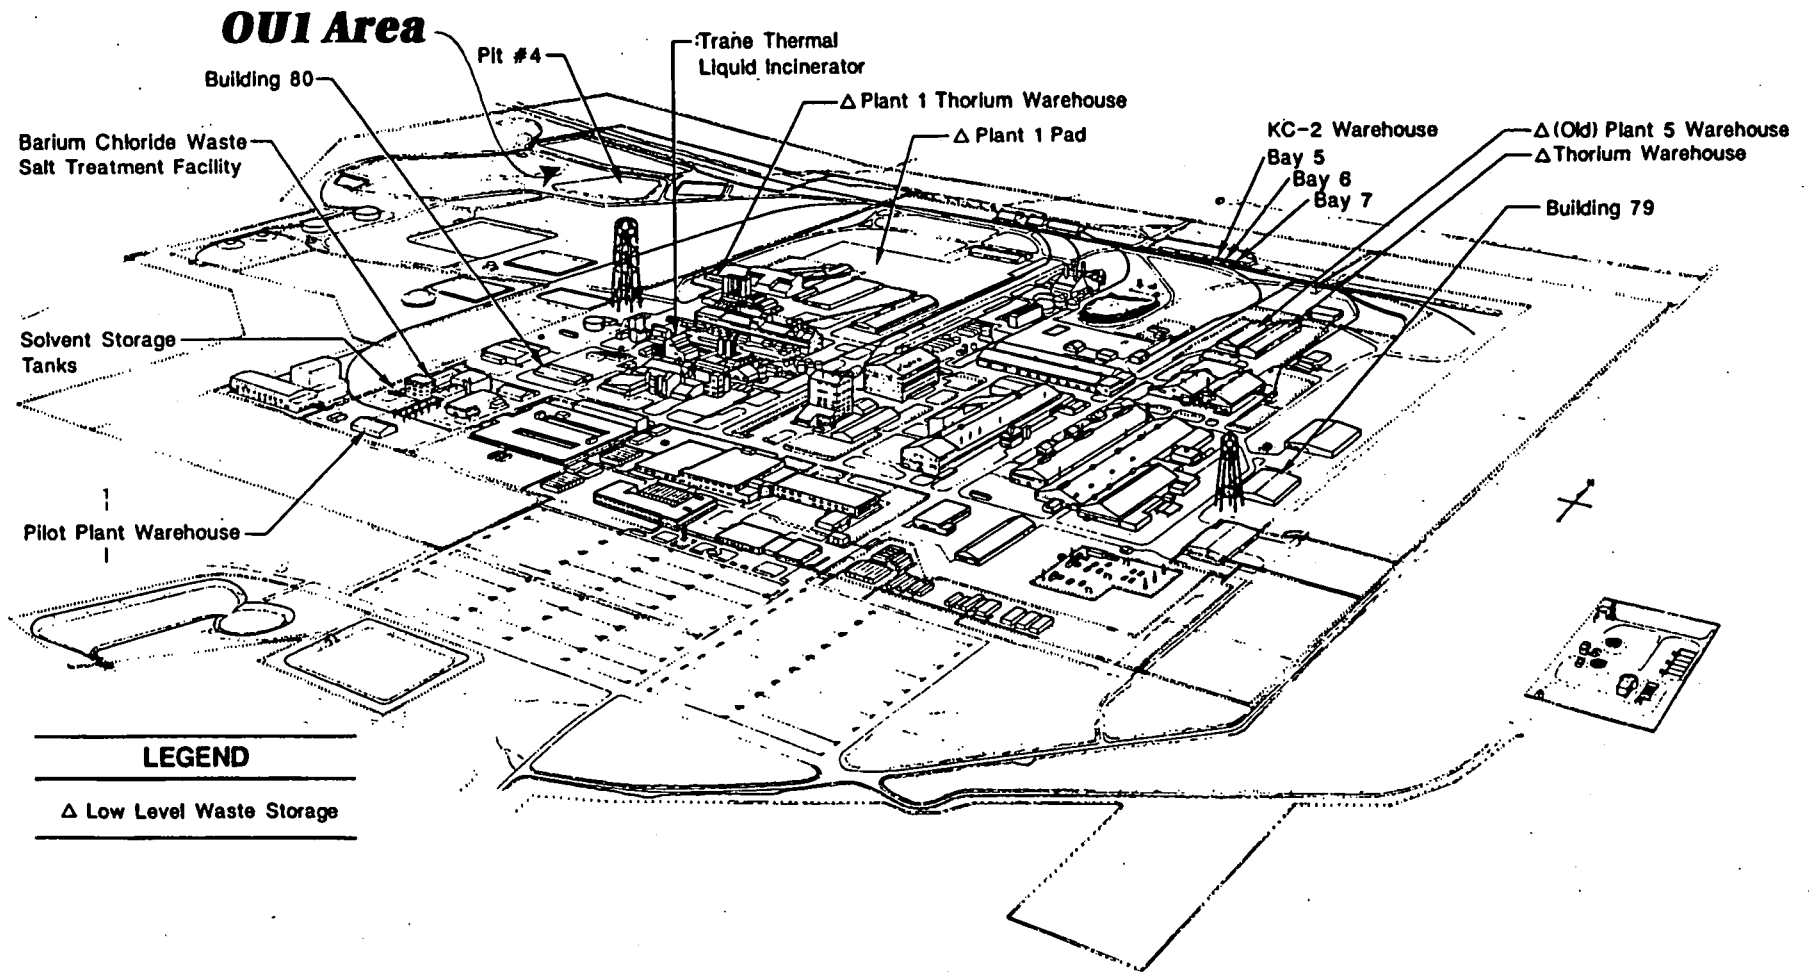 OU1 Area
Pit #4
Trane Thermal
Liquid Incinerator
Building 80
Δ Plant 1 Thorium Warehouse
Δ Plant 1 Pad
Barium Chloride Waste
Salt Treatment Facility
KC-2 Warehouse
Bay 5
Bay 6
Bay 7
Δ (Old) Plant 5 Warehouse
Δ Thorium Warehouse
Building 79
Solvent Storage
Tanks
Pilot Plant Warehouse
LEGEND
Δ Low Level Waste Storage